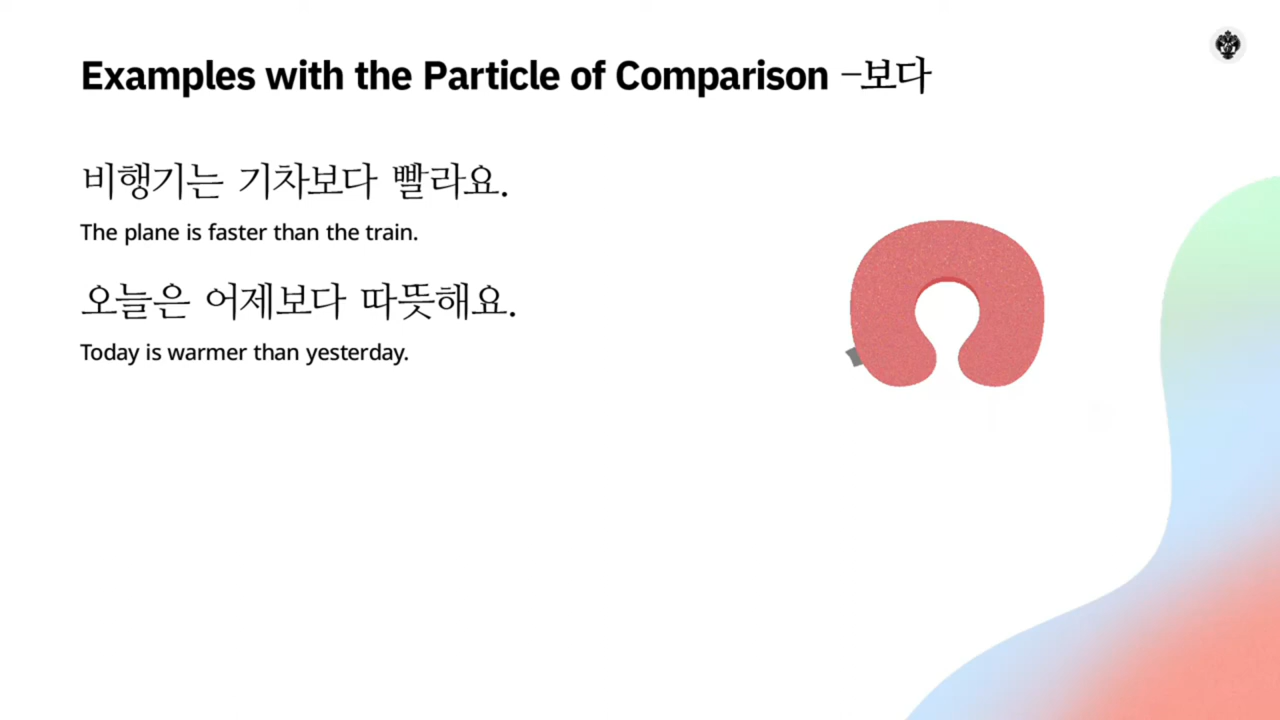 Examples with the Particle of Comparison –보다
비행기는 기차보다 빨라요.
The plane is faster than the train.
오늘은 어제보다 따뜻해요.
Today is warmer than yesterday.